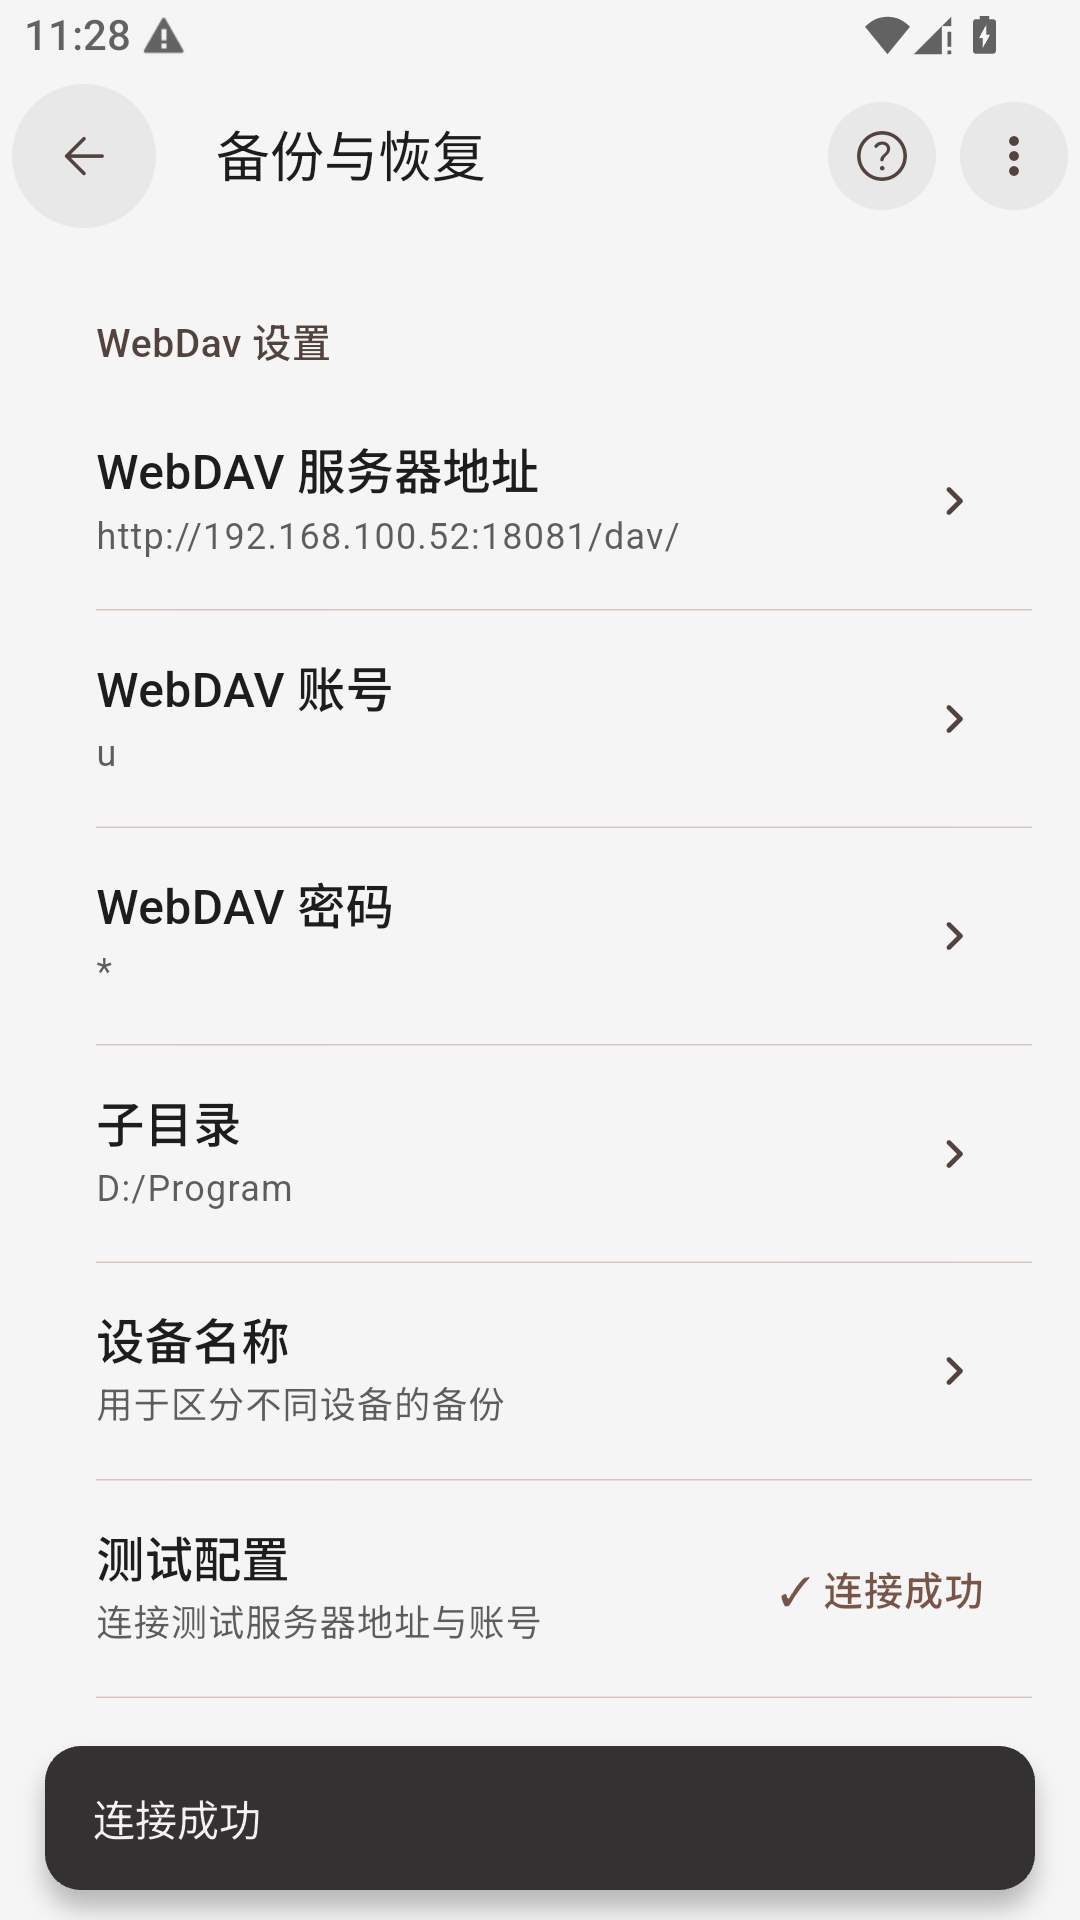 11:28
备份与恢复
WebDav 设置
WebDAV 服务器地址
http://192.168.100.52:18081/dav/
WebDAV 账号
u
WebDAV 密码
*
子目录
D:/Program
设备名称
用于区分不同设备的备份
测试配置
✓ 连接成功
连接测试服务器地址与账号
连接成功